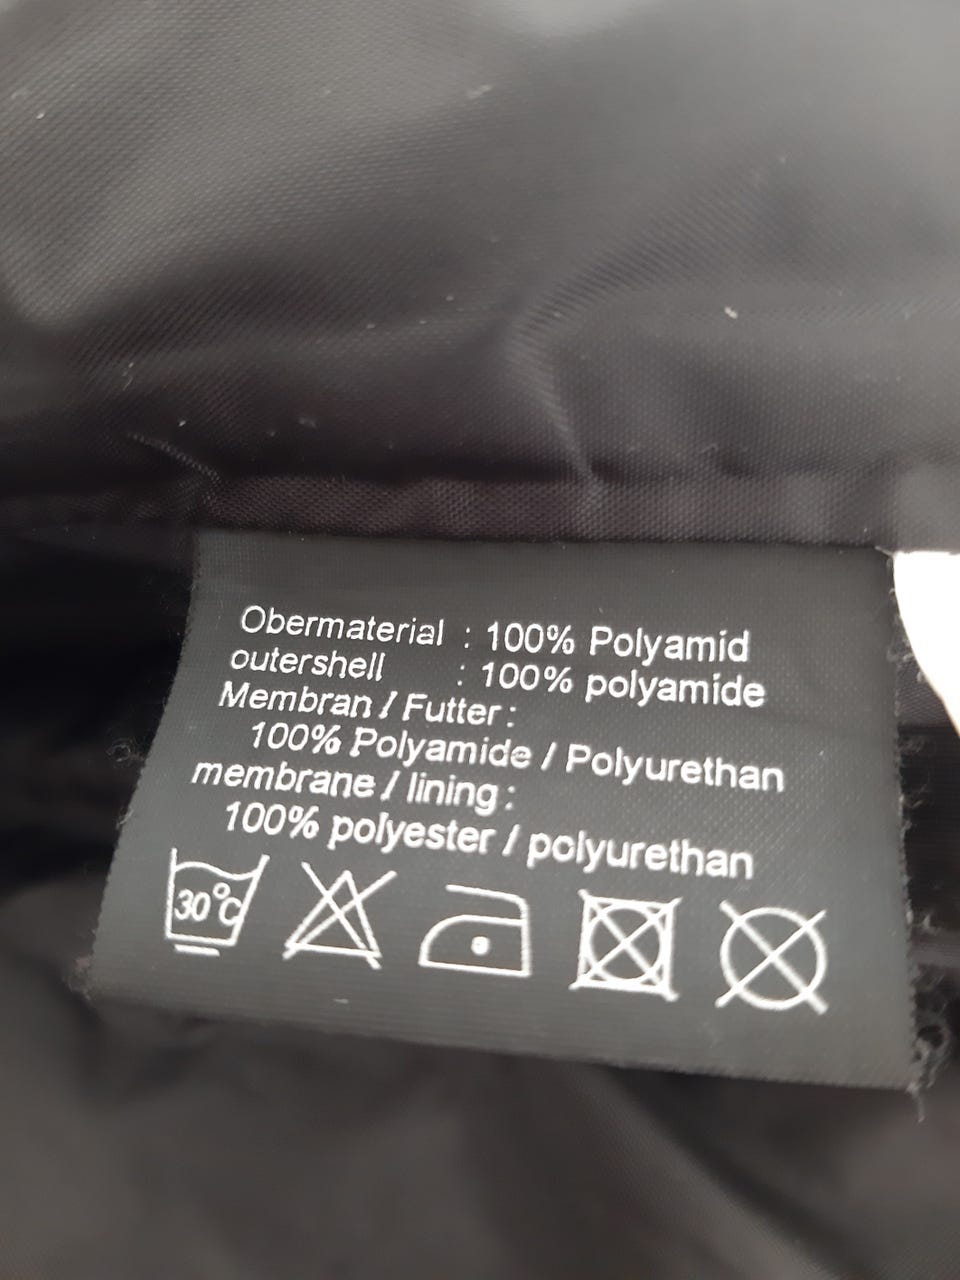 Obermaterial : 100% Polyamid
outershell : 100% polyamide
Membran / Futter :
100% Polyamide / Polyurethan
membrane / lining :
100% polyester / polyurethan
30°C